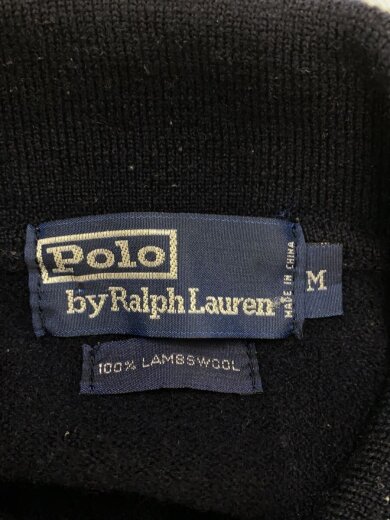 Polo
by Ralph Lauren
MADE IN CHINA
M
100% LAMBSWOOL